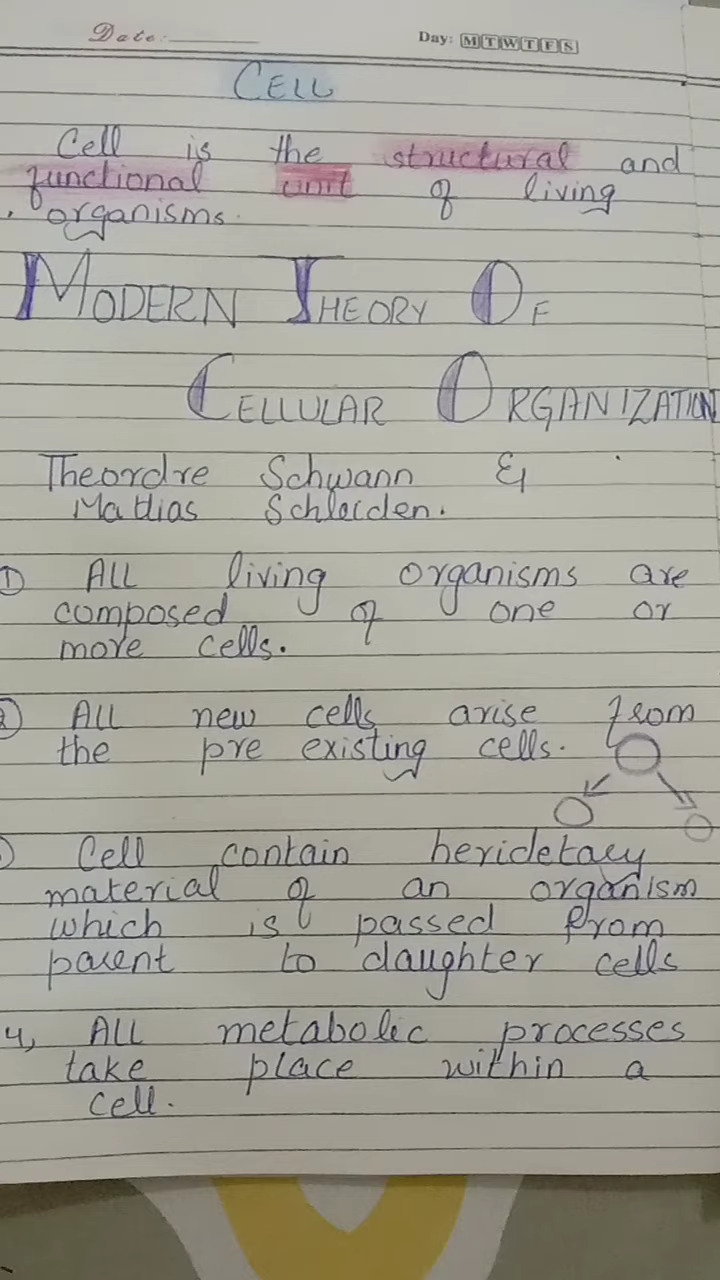 Date:
Day: M T W T F S
CELL
Cell is the structural and
functional unit of living
organisms.
MODERN THEORY OF
CELLULAR ORGANIZATION
Theordre Schwann &
Matlias Schleiden.
1 All living organisms are
composed of one or
more cells.
2 All new cells arise from
the pre existing cells.
Cell contain heridetary
material of an organism
which is passed from
parent to daughter cells
4, All metabolic processes
take place within a
cell.